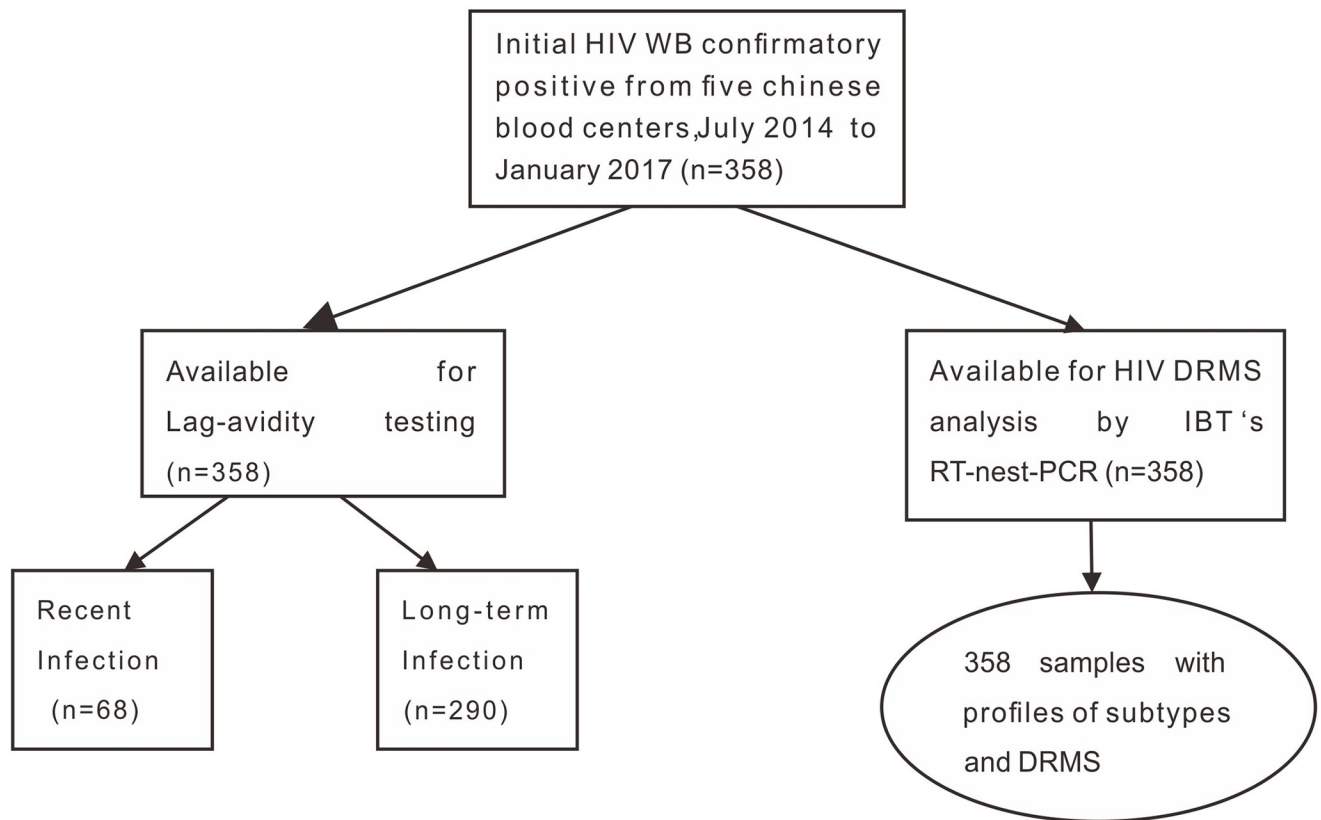 Initial HIV WB confirmatory
positive from five chinese
blood centers,July 2014 to
January 2017 (n=358)
Available for
Lag-avidity testing
(n=358)
Available for HIV DRMS
analysis by IBT ‘s
RT-nest-PCR (n=358)
Recent
Infection
(n=68)
Long-term
Infection
(n=290)
358 samples with
profiles of subtypes
and DRMS